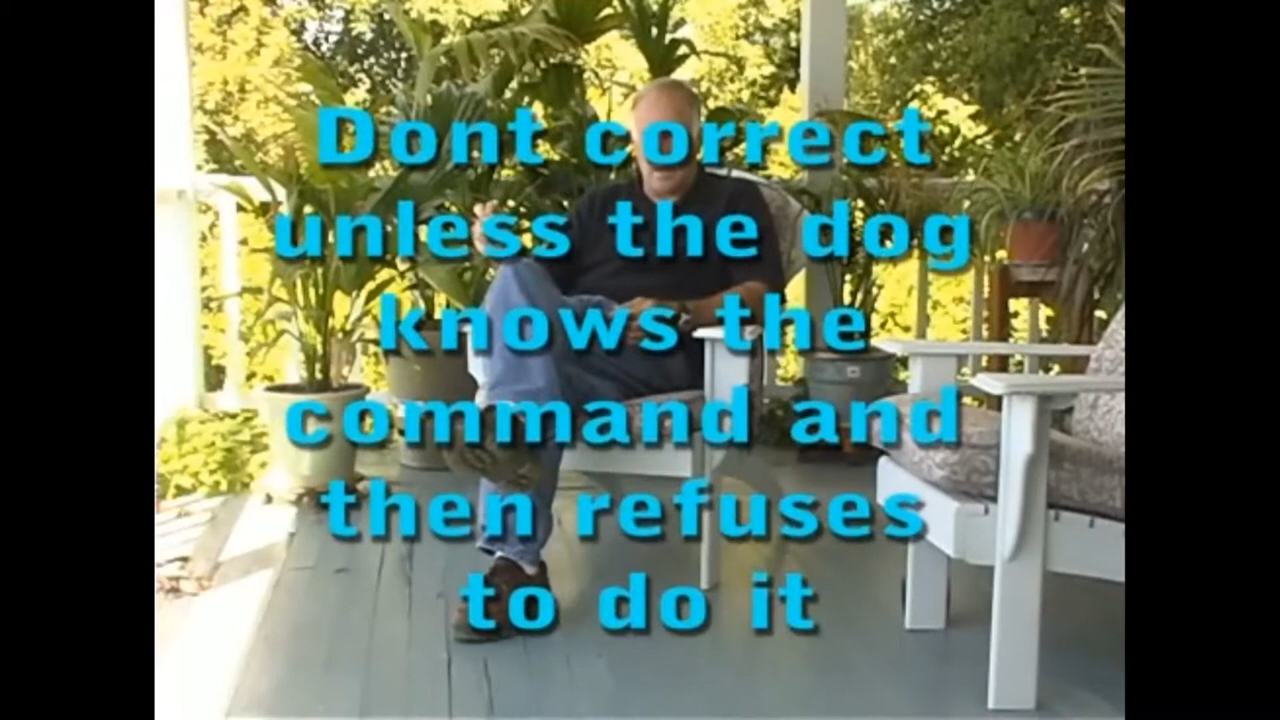 Dont correct
unless the dog
knows the
command and
then refuses
to do it